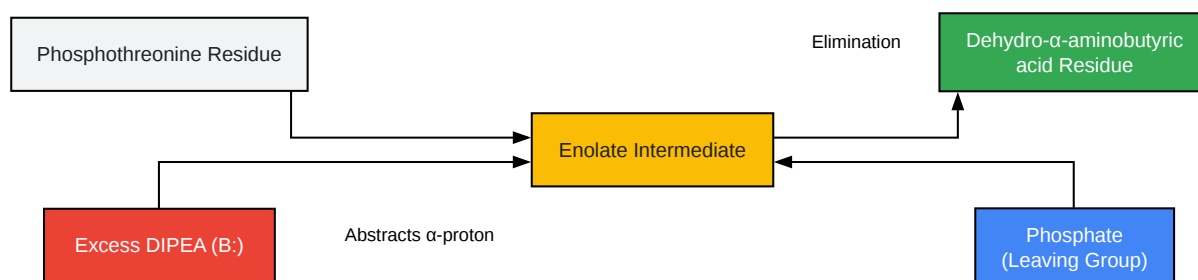 Phosphothreonine Residue
Elimination
Dehydro-α-aminobutyric
acid Residue
Enolate Intermediate
Excess DIPEA (B:)
Abstracts α-proton
Phosphate
(Leaving Group)